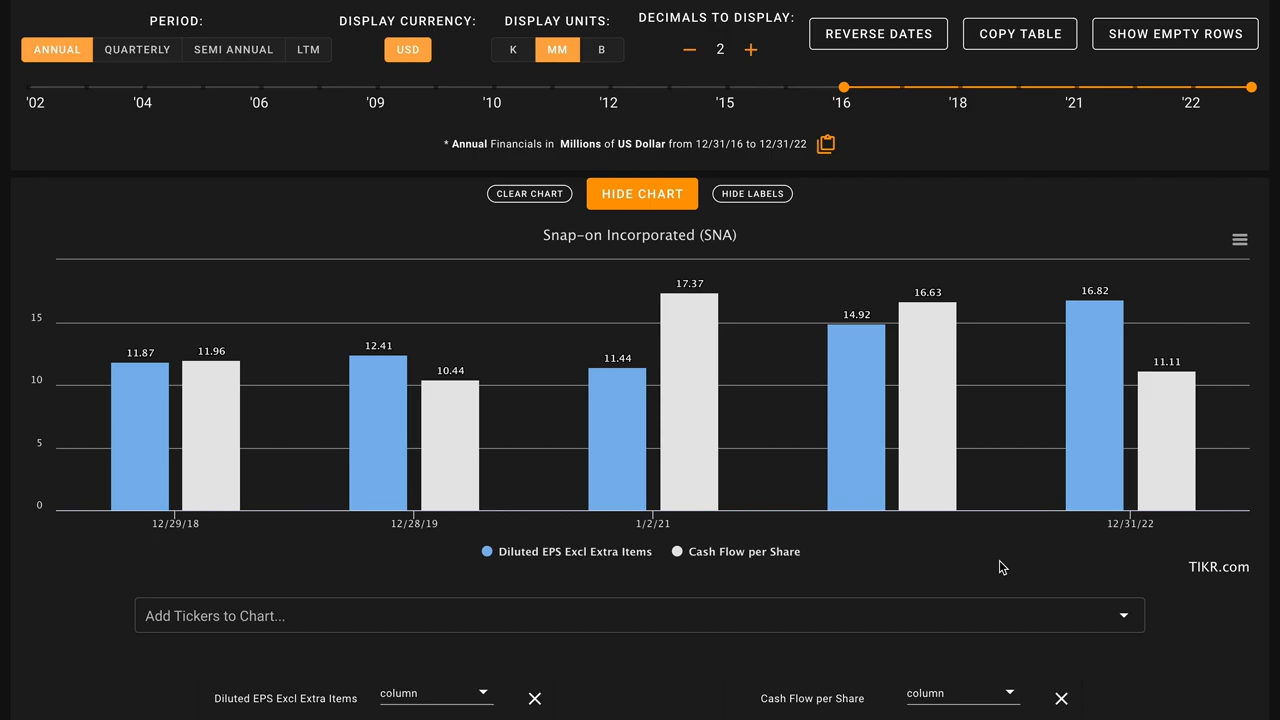 PERIOD: DISPLAY CURRENCY: DISPLAY UNITS: DECIMALS TO DISPLAY:
ANNUAL QUARTERLY SEMI ANNUAL LTM USD K MM B − 2 + REVERSE DATES COPY TABLE SHOW EMPTY ROWS
'02 '04 '06 '09 '10 '12 '15 '16 '18 '21 '22
* Annual Financials in Millions of US Dollar from 12/31/16 to 12/31/22
CLEAR CHART HIDE CHART HIDE LABELS
Snap-on Incorporated (SNA)
17.37
16.82
16.63
15
14.92
12.41
11.87 11.96
11.44
11.11
10.44
10
5
0
12/29/18 12/28/19 1/2/21 12/31/22
Diluted EPS Excl Extra Items Cash Flow per Share
TIKR.com
Add Tickers to Chart...
Diluted EPS Excl Extra Items column Cash Flow per Share column